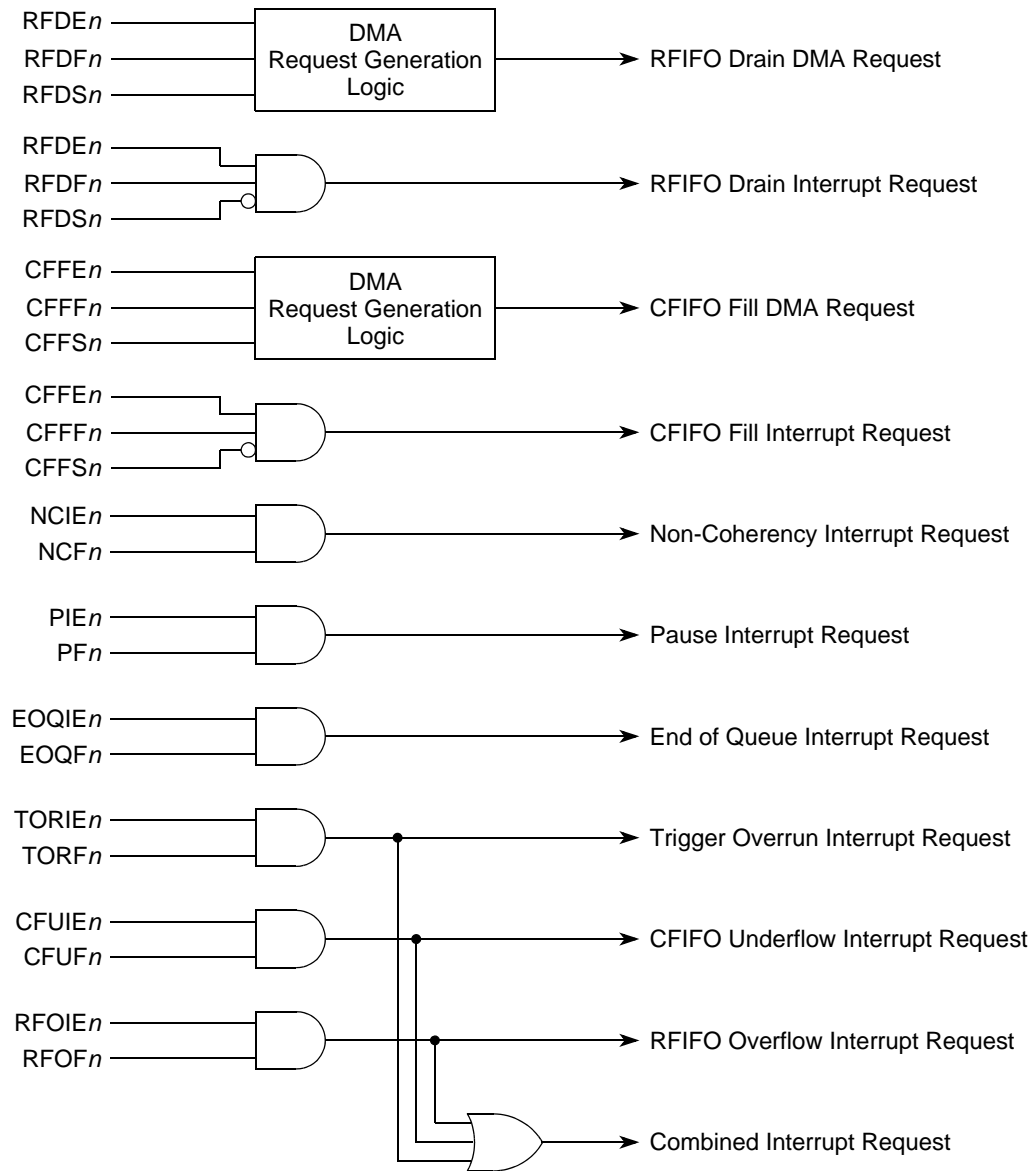 RFDEn
RFDFn
RFDSn
DMA
Request Generation
Logic
RFIFO Drain DMA Request
RFDEn
RFDFn
RFDSn
RFIFO Drain Interrupt Request
CFFEn
CFFFn
CFFSn
DMA
Request Generation
Logic
CFIFO Fill DMA Request
CFFEn
CFFFn
CFFSn
CFIFO Fill Interrupt Request
NCIEn
NCFn
Non-Coherency Interrupt Request
PIEn
PFn
Pause Interrupt Request
EOQIEn
EOQFn
End of Queue Interrupt Request
TORIEn
TORFn
Trigger Overrun Interrupt Request
CFUIEn
CFUFn
CFIFO Underflow Interrupt Request
RFOIEn
RFOFn
RFIFO Overflow Interrupt Request
Combined Interrupt Request